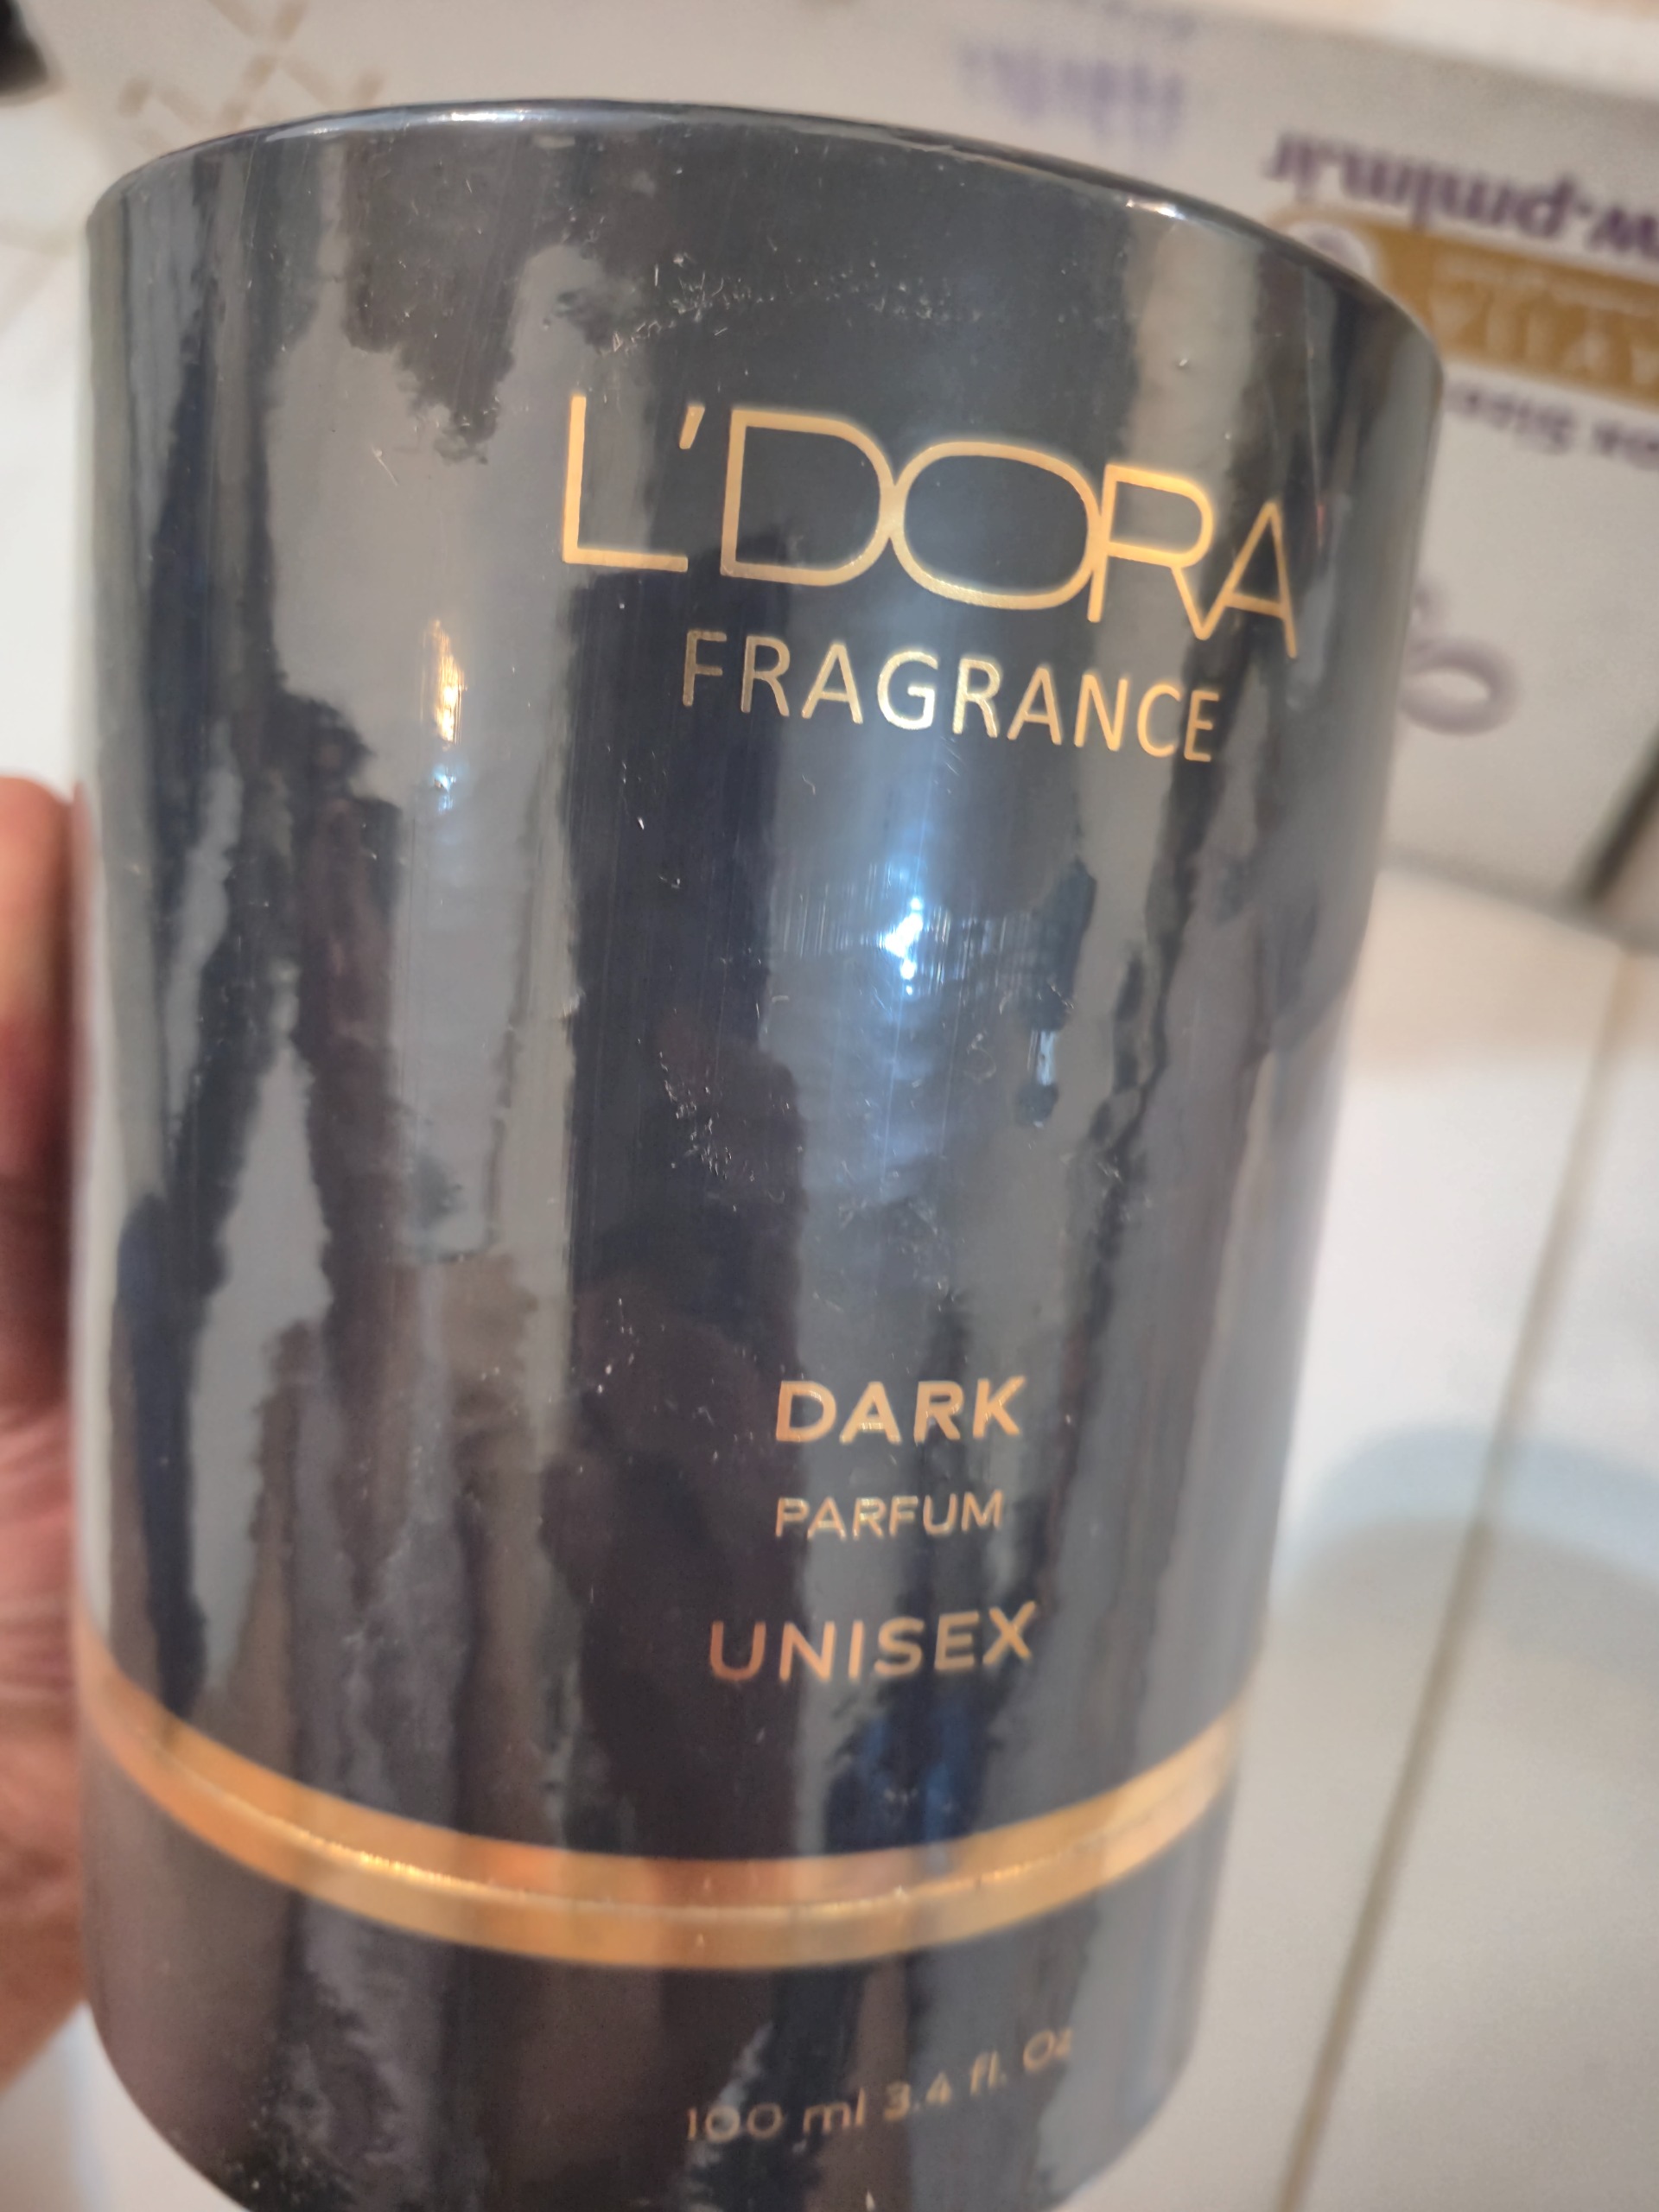 L'DORA
FRAGRANCE
DARK
PARFUM
UNISEX
100 ml 3.4 fl. Oz